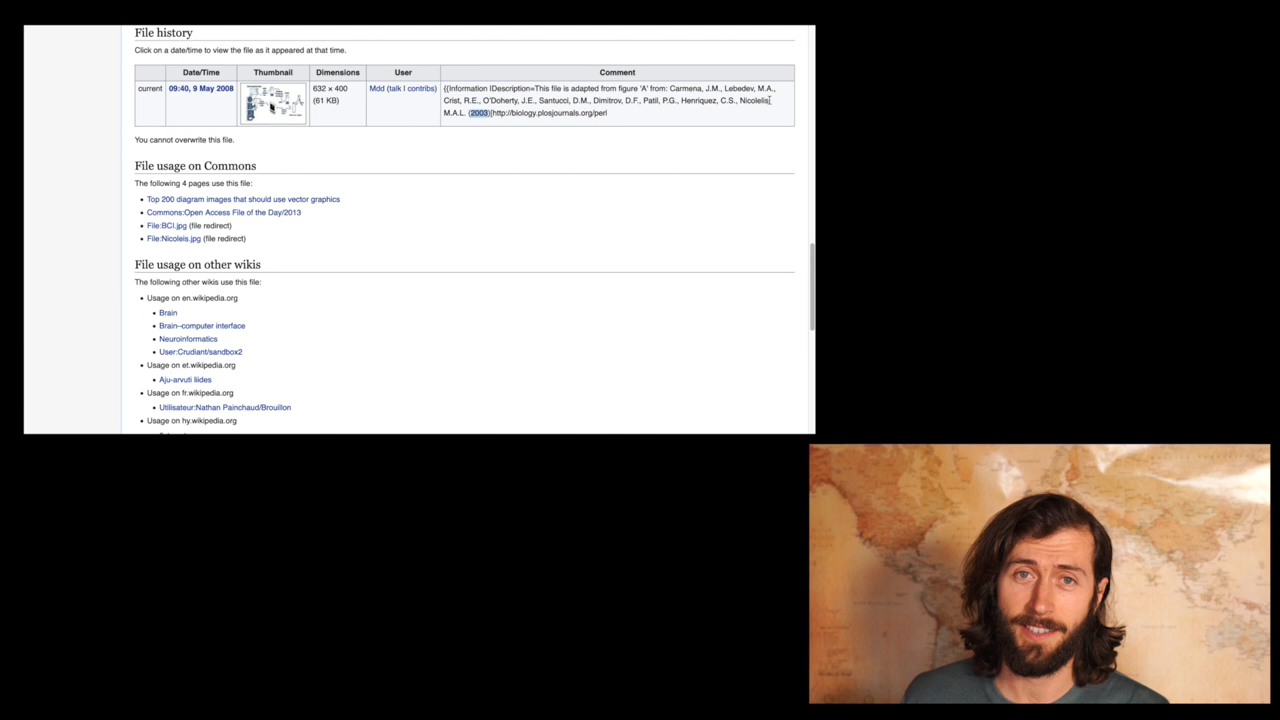 File history
Click on a date/time to view the file as it appeared at that time.
Date/Time Thumbnail Dimensions User Comment
current 09:40, 9 May 2008 632 × 400 Mdd (talk | contribs) {{Information |Description=This file is adapted from figure 'A' from: Carmena, J.M., Lebedev, M.A.,
(61 KB) Crist, R.E., O'Doherty, J.E., Santucci, D.M., Dimitrov, D.F., Patil, P.G., Henriquez, C.S., Nicolelis,
M.A.L. (2003)[http://biology.plosjournals.org/perl
You cannot overwrite this file.
File usage on Commons
The following 4 pages use this file:
• Top 200 diagram images that should use vector graphics
• Commons:Open Access File of the Day/2013
• File:BCI.jpg (file redirect)
• File:Nicoleis.jpg (file redirect)
File usage on other wikis
The following other wikis use this file:
• Usage on en.wikipedia.org
• Brain
• Brain–computer interface
• Neuroinformatics
• User:Crudiant/sandbox2
• Usage on et.wikipedia.org
• Aju-arvuti liides
• Usage on fr.wikipedia.org
• Utilisateur:Nathan Painchaud/Brouillon
• Usage on hy.wikipedia.org